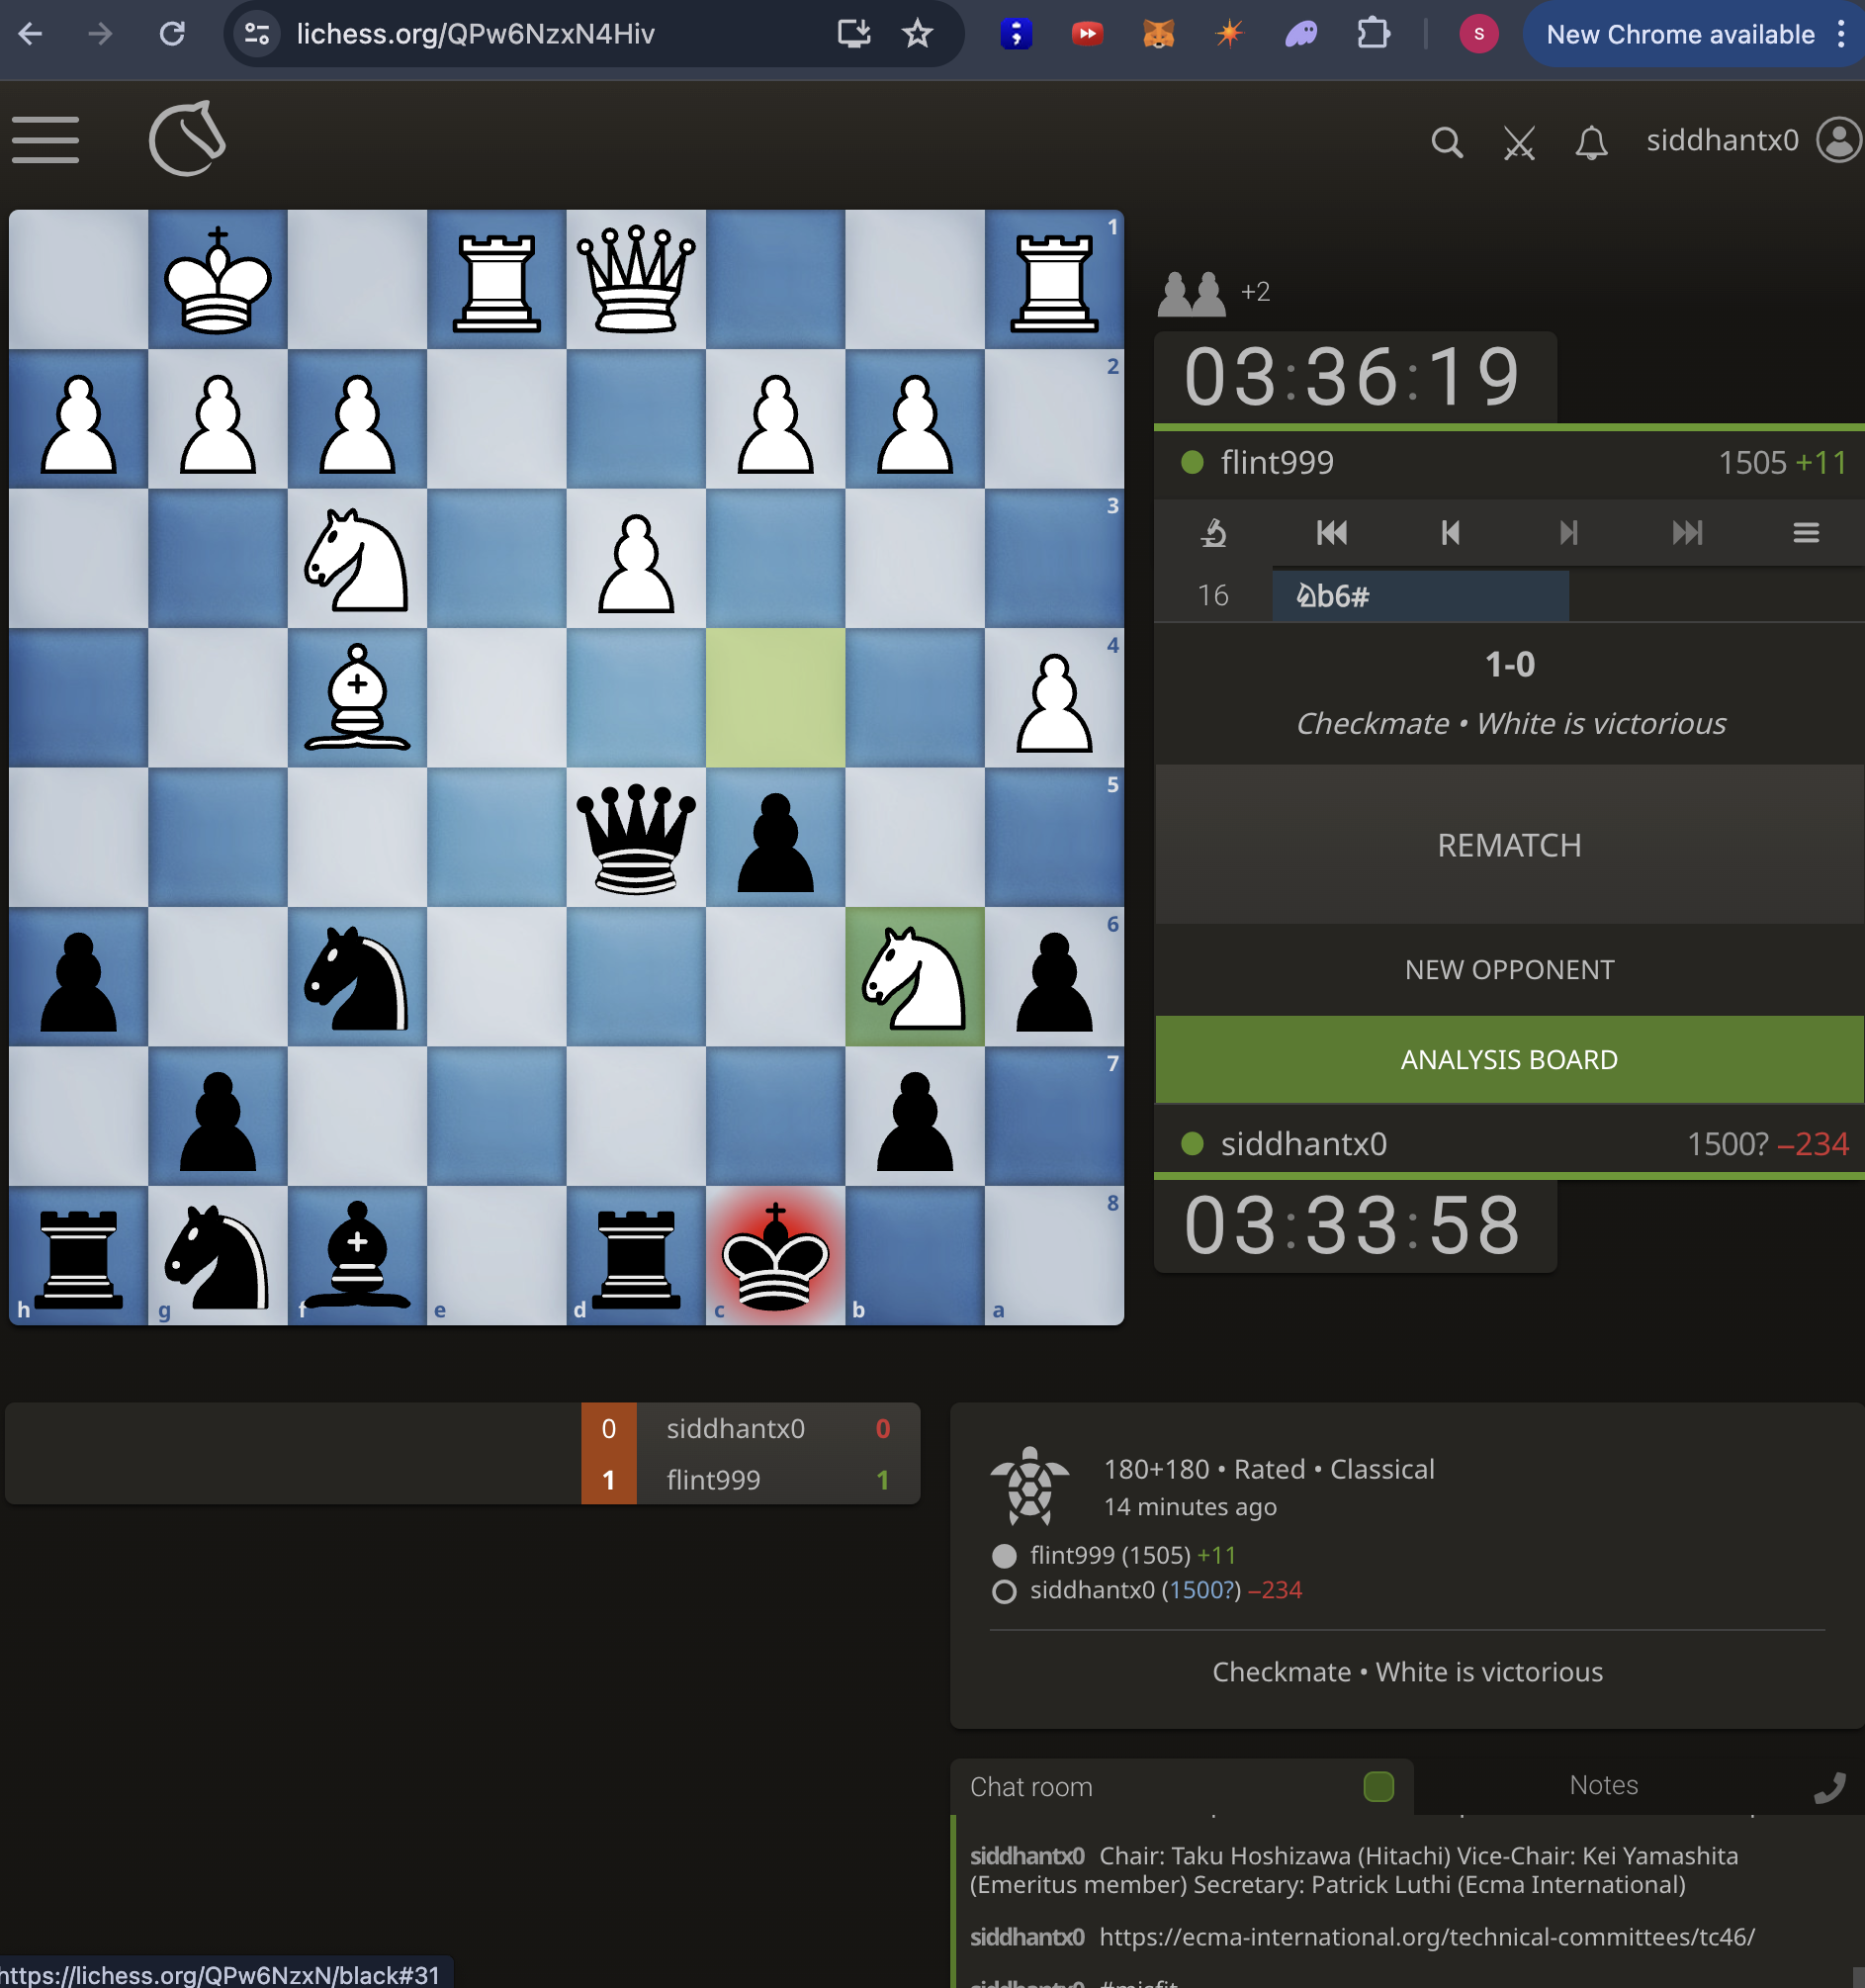 lichess.org/QPw6NzxN4Hiv
S
New Chrome available
siddhantx0
1
2
3
4
5
6
7
8
h g f e d c b a
+2
03:36:19
flint999 1505 +11
16 ♘b6#
1-0
Checkmate • White is victorious
REMATCH
NEW OPPONENT
ANALYSIS BOARD
siddhantx0 1500? −234
03:33:58
0 siddhantx0 0
1 flint999 1
180+180 • Rated • Classical
14 minutes ago
flint999 (1505) +11
siddhantx0 (1500?) −234
Checkmate • White is victorious
Chat room
Notes
siddhantx0 Chair: Taku Hoshizawa (Hitachi) Vice-Chair: Kei Yamashita
(Emeritus member) Secretary: Patrick Luthi (Ecma International)
siddhantx0 https://ecma-international.org/technical-committees/tc46/
siddhantx0 #misfit
https://lichess.org/QPw6NzxN/black#31